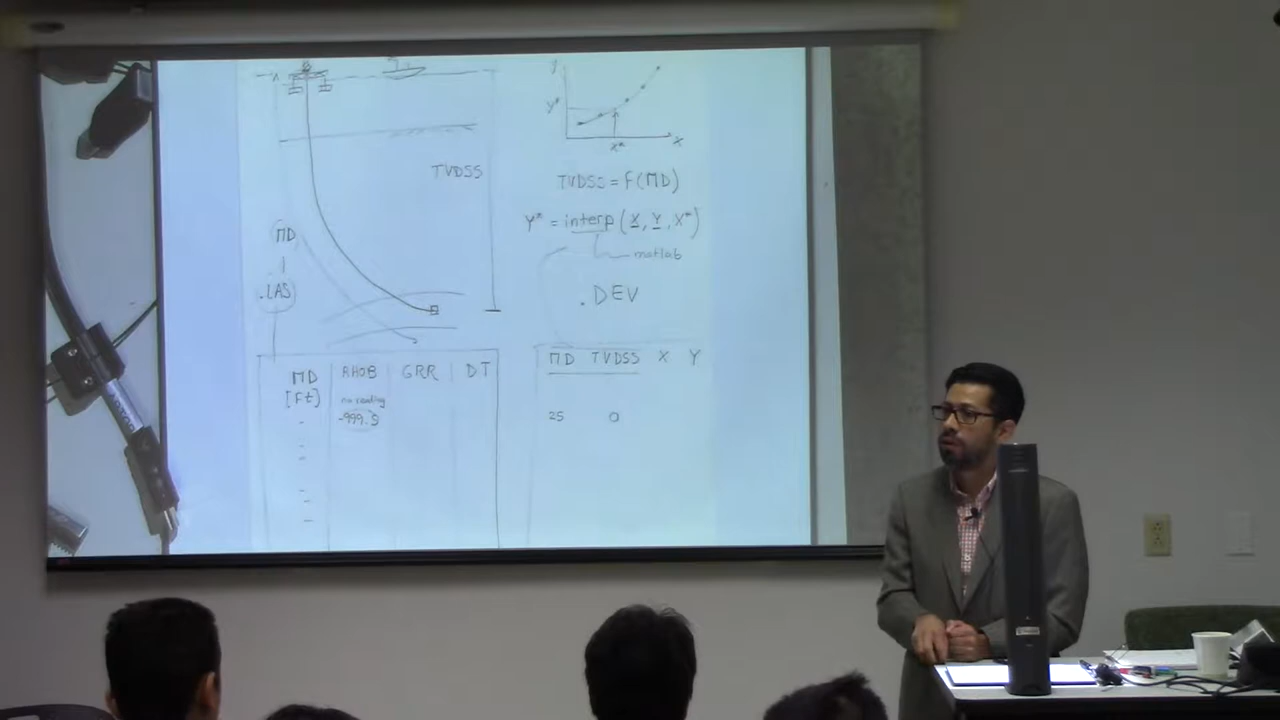 TVDSS
MD
.LAS
MD
[Ft]
RHOB
GRR
DT
no reading
-999.9
Y
Y*
X*
X
TVDSS = F(MD)
Y* = interp (X, Y, X*)
matlab
.DEV
MD TVDSS X Y
25 0